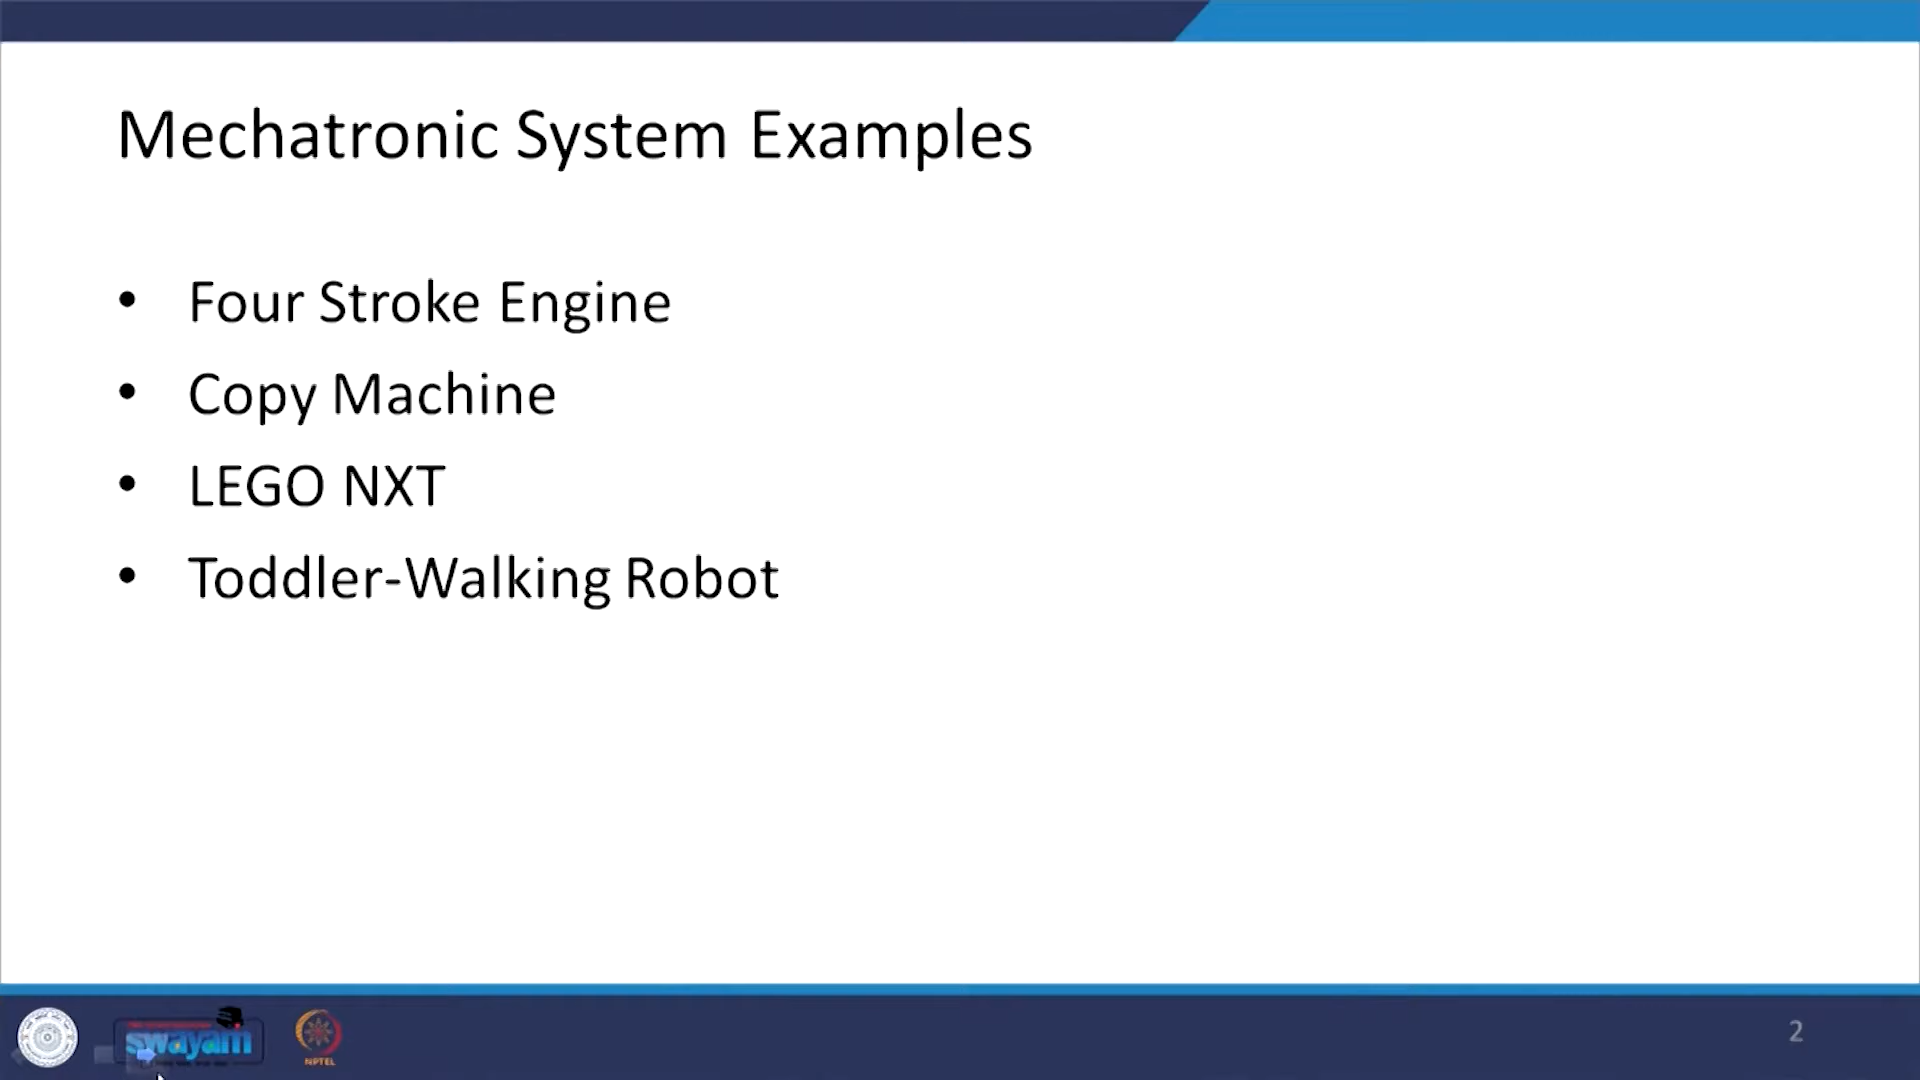 Mechatronic System Examples
• Four Stroke Engine
• Copy Machine
• LEGO NXT
• Toddler-Walking Robot
swayam
NPTEL
2